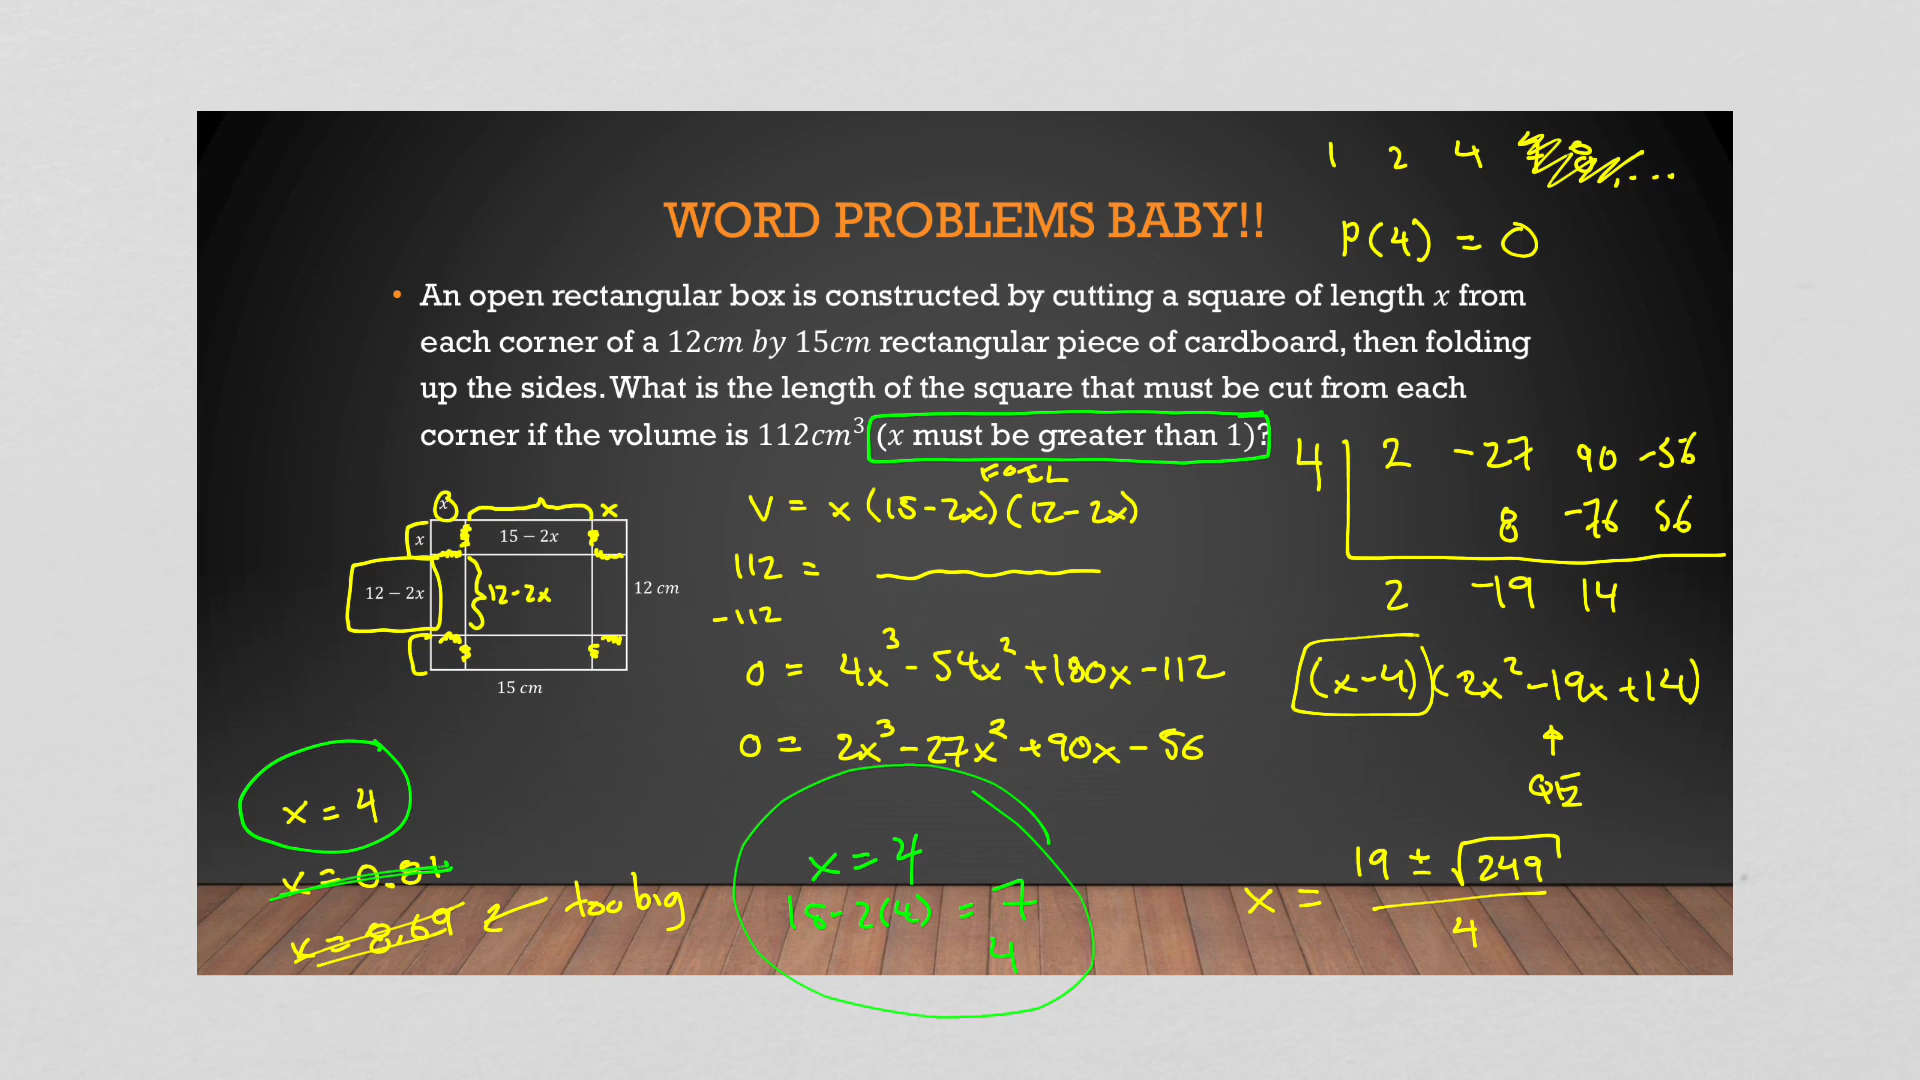 1 2 4
WORD PROBLEMS BABY!!
P(4) = 0
• An open rectangular box is constructed by cutting a square of length x from
each corner of a 12cm by 15cm rectangular piece of cardboard, then folding
up the sides. What is the length of the square that must be cut from each
corner if the volume is 112cm³ (x must be greater than 1)?
FOIL
4 | 2 -27 90 -56
8 -76 56
2 -19 14
x
x
x
15 − 2x
12 − 2x
12-2x
12 cm
15 cm
V = x (15-2x)(12-2x)
112 =
-112
0 = 4x³ - 54x² + 180x - 112
0 = 2x³ - 27x² + 90x - 56
(x-4)(2x² - 19x + 14)
↑
QE
x = 4
x = 0.81
x = 8.69
too big
x = 4
15 - 2(4) = 7
4
x = 19 ± √249
4